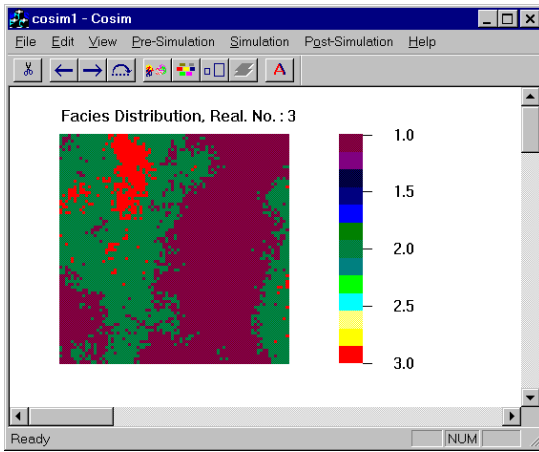 cosim1 - Cosim
File Edit View Pre-Simulation Simulation Post-Simulation Help
A
Facies Distribution, Real. No. : 3
1.0
1.5
2.0
2.5
3.0
Ready NUM